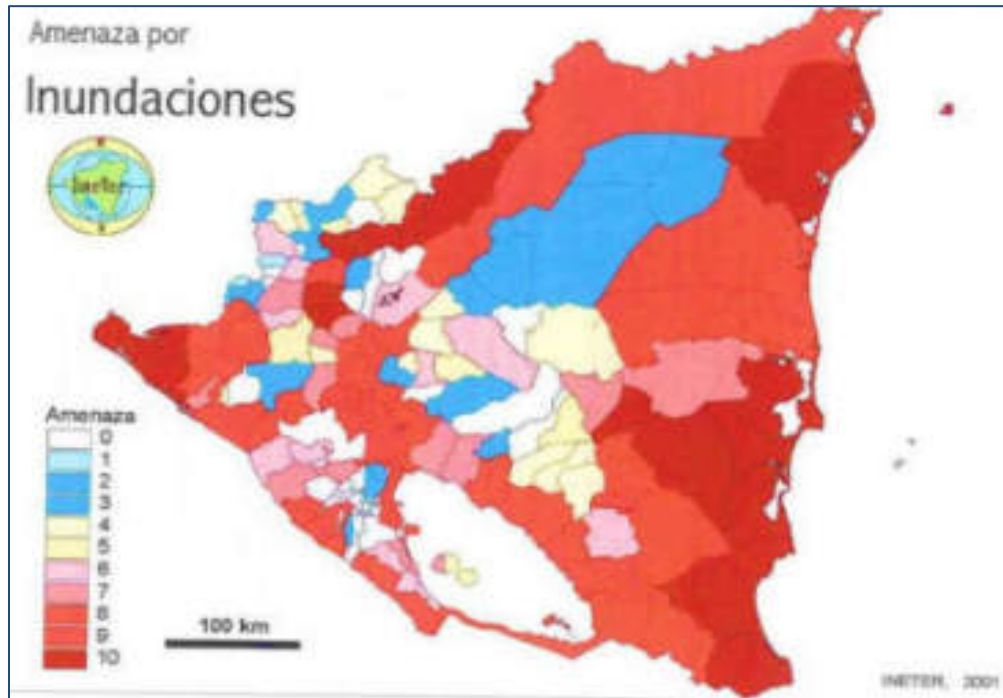 Amenaza por
Inundaciones
Ineter
Amenaza
0
1
2
3
4
5
6
7
8
9
10
100 km
INETER, 2001